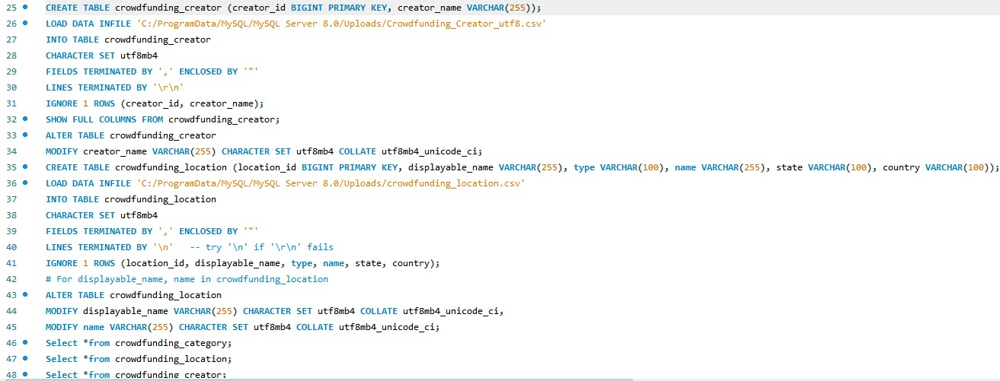 25 CREATE TABLE crowdfunding_creator (creator_id BIGINT PRIMARY KEY, creator_name VARCHAR(255));
26 LOAD DATA INFILE 'C:/ProgramData/MySQL/MySQL Server 8.0/Uploads/Crowdfunding_Creator_utf8.csv'
27 INTO TABLE crowdfunding_creator
28 CHARACTER SET utf8mb4
29 FIELDS TERMINATED BY ',' ENCLOSED BY '"'
30 LINES TERMINATED BY '\r\n'
31 IGNORE 1 ROWS (creator_id, creator_name);
32 SHOW FULL COLUMNS FROM crowdfunding_creator;
33 ALTER TABLE crowdfunding_creator
34 MODIFY creator_name VARCHAR(255) CHARACTER SET utf8mb4 COLLATE utf8mb4_unicode_ci;
35 CREATE TABLE crowdfunding_location (location_id BIGINT PRIMARY KEY, displayable_name VARCHAR(255), type VARCHAR(100), name VARCHAR(255), state VARCHAR(100), country VARCHAR(100));
36 LOAD DATA INFILE 'C:/ProgramData/MySQL/MySQL Server 8.0/Uploads/crowdfunding_location.csv'
37 INTO TABLE crowdfunding_location
38 CHARACTER SET utf8mb4
39 FIELDS TERMINATED BY ',' ENCLOSED BY '"'
40 LINES TERMINATED BY '\n' -- try '\n' if '\r\n' fails
41 IGNORE 1 ROWS (location_id, displayable_name, type, name, state, country);
42 # For displayable_name, name in crowdfunding_location
43 ALTER TABLE crowdfunding_location
44 MODIFY displayable_name VARCHAR(255) CHARACTER SET utf8mb4 COLLATE utf8mb4_unicode_ci,
45 MODIFY name VARCHAR(255) CHARACTER SET utf8mb4 COLLATE utf8mb4_unicode_ci;
46 Select *from crowdfunding_category;
47 Select *from crowdfunding_location;
48 Select *from crowdfunding_creator;